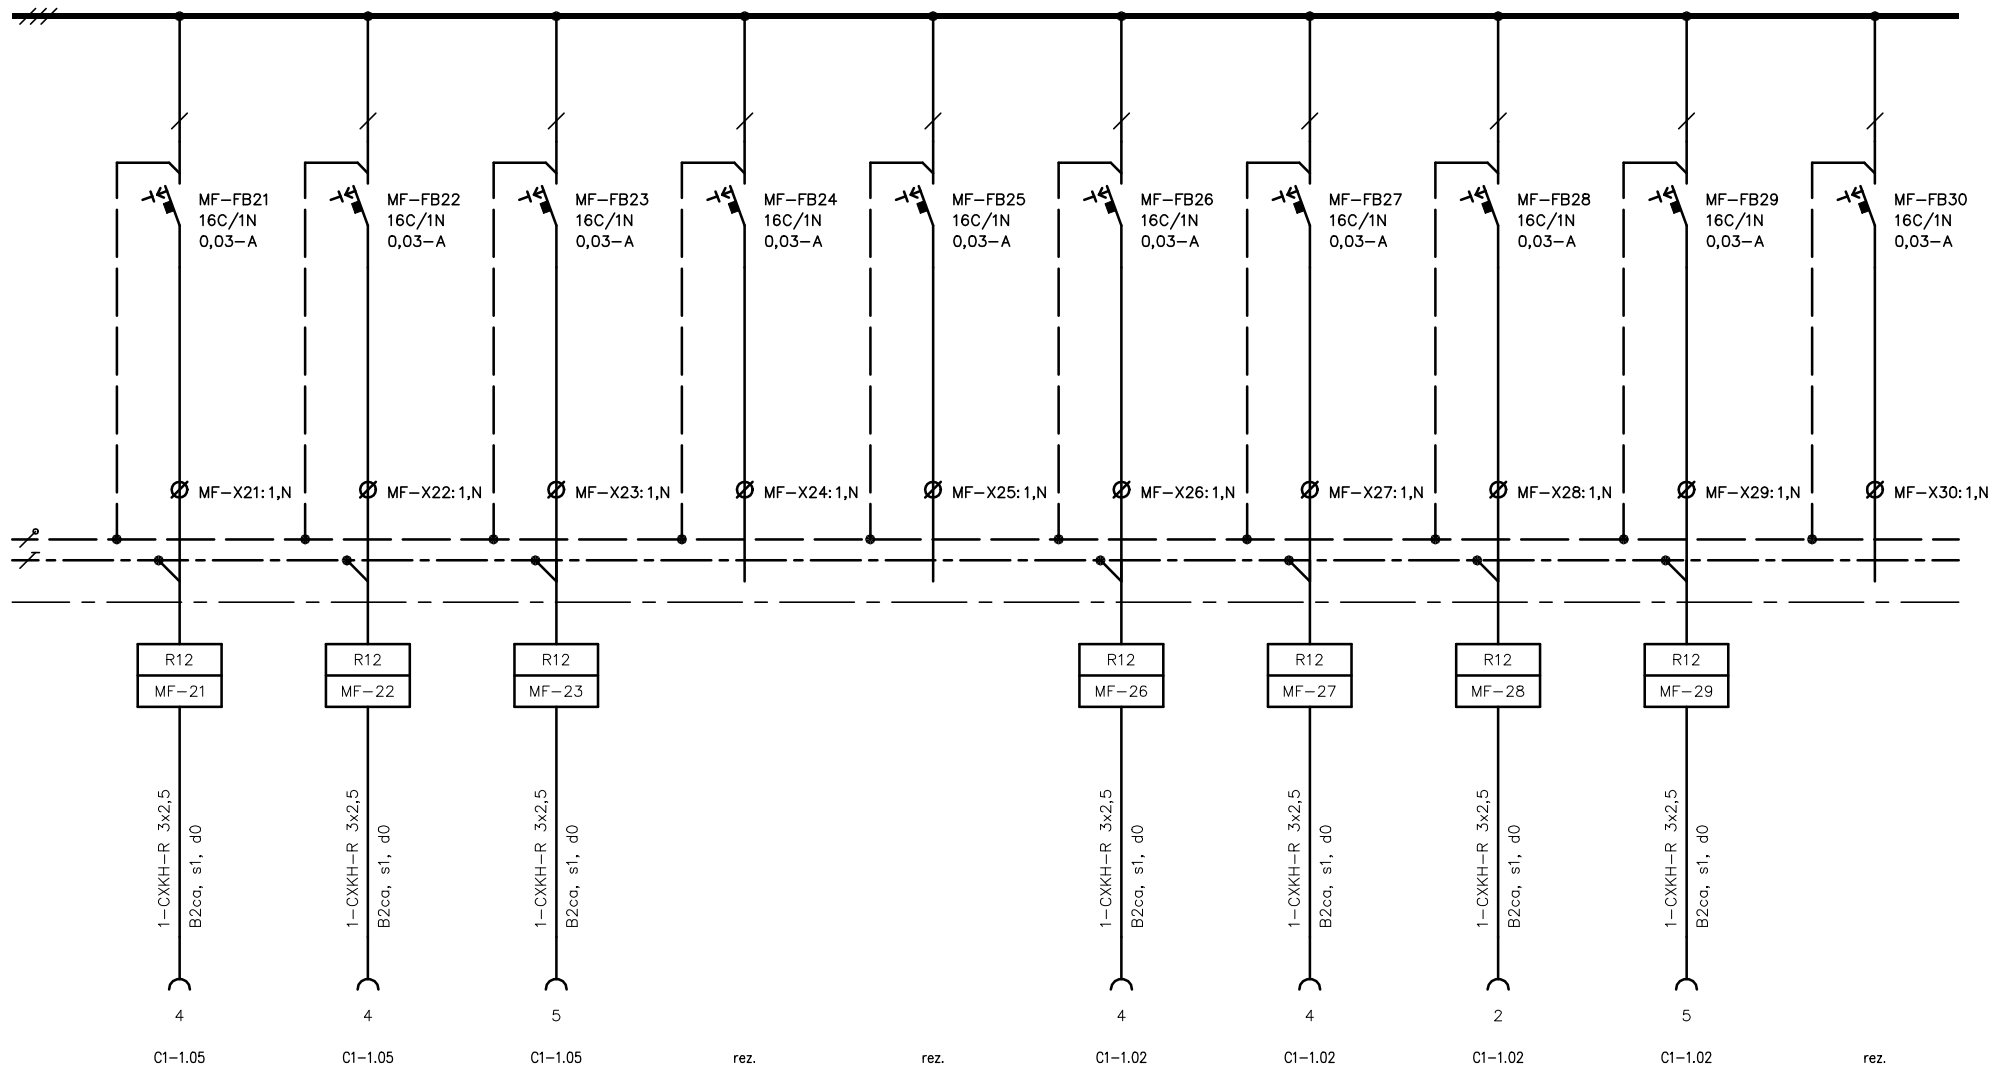 MF-FB21
16C/1N
0,03-A
MF-FB22
16C/1N
0,03-A
MF-FB23
16C/1N
0,03-A
MF-FB24
16C/1N
0,03-A
MF-FB25
16C/1N
0,03-A
MF-FB26
16C/1N
0,03-A
MF-FB27
16C/1N
0,03-A
MF-FB28
16C/1N
0,03-A
MF-FB29
16C/1N
0,03-A
MF-FB30
16C/1N
0,03-A
MF-X21:1,N
MF-X22:1,N
MF-X23:1,N
MF-X24:1,N
MF-X25:1,N
MF-X26:1,N
MF-X27:1,N
MF-X28:1,N
MF-X29:1,N
MF-X30:1,N
R12
MF-21
R12
MF-22
R12
MF-23
R12
MF-26
R12
MF-27
R12
MF-28
R12
MF-29
1-CXKH-R 3x2,5
B2ca, s1, d0
1-CXKH-R 3x2,5
B2ca, s1, d0
1-CXKH-R 3x2,5
B2ca, s1, d0
1-CXKH-R 3x2,5
B2ca, s1, d0
1-CXKH-R 3x2,5
B2ca, s1, d0
1-CXKH-R 3x2,5
B2ca, s1, d0
1-CXKH-R 3x2,5
B2ca, s1, d0
4
4
5
4
4
2
5
C1-1.05
C1-1.05
C1-1.05
rez.
rez.
C1-1.02
C1-1.02
C1-1.02
C1-1.02
rez.